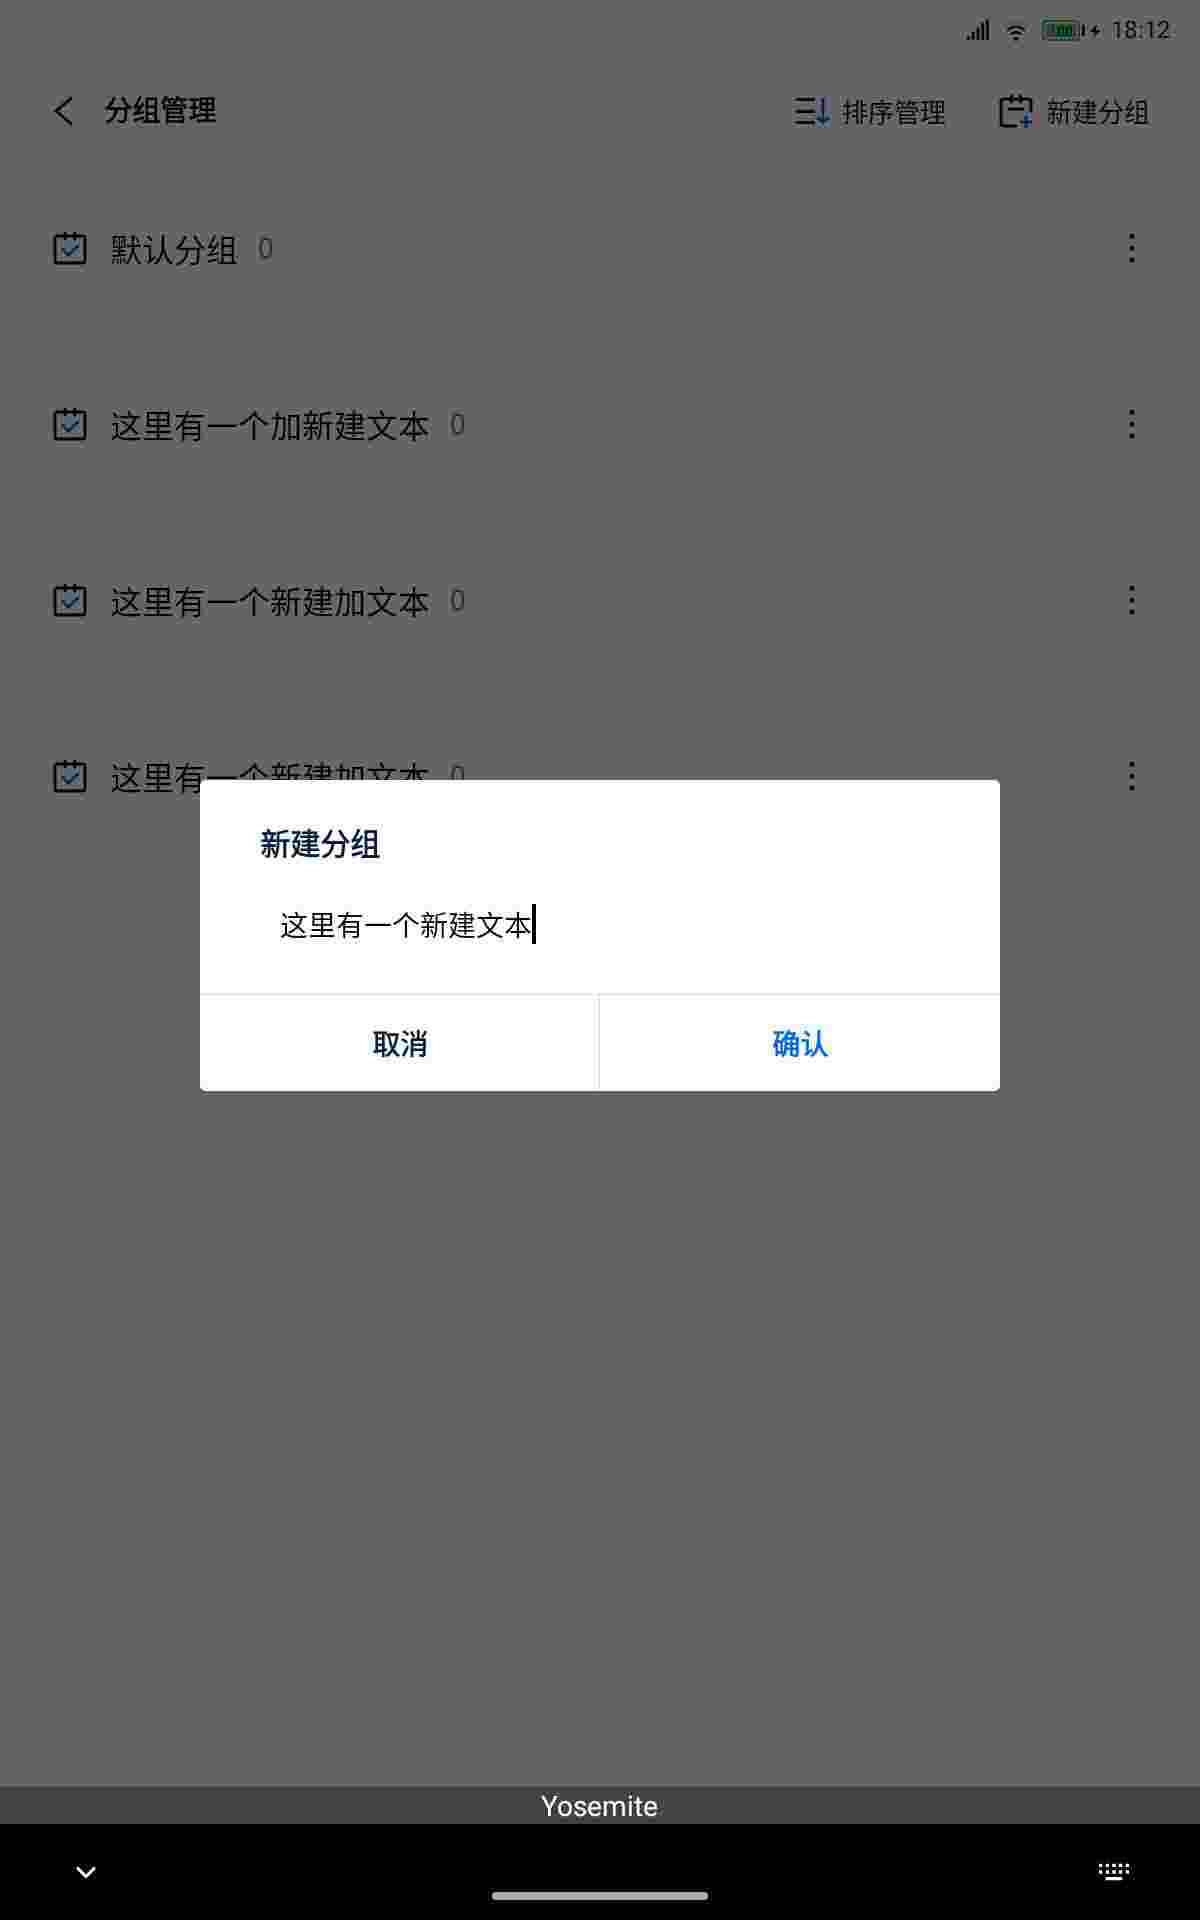 18:12
分组管理 排序管理 新建分组
默认分组 0
这里有一个加新建文本 0
这里有一个新建加文本 0
这里有一个新建加文本 0
新建分组
这里有一个新建文本
取消 确认
Yosemite